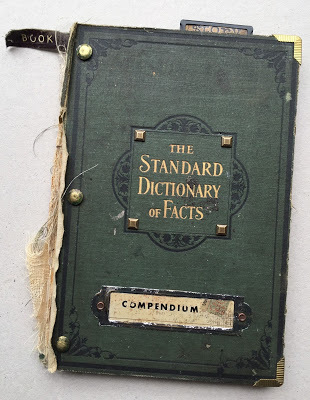 BOOK
THE
STANDARD
DICTIONARY
OF FACTS
COMPENDIUM